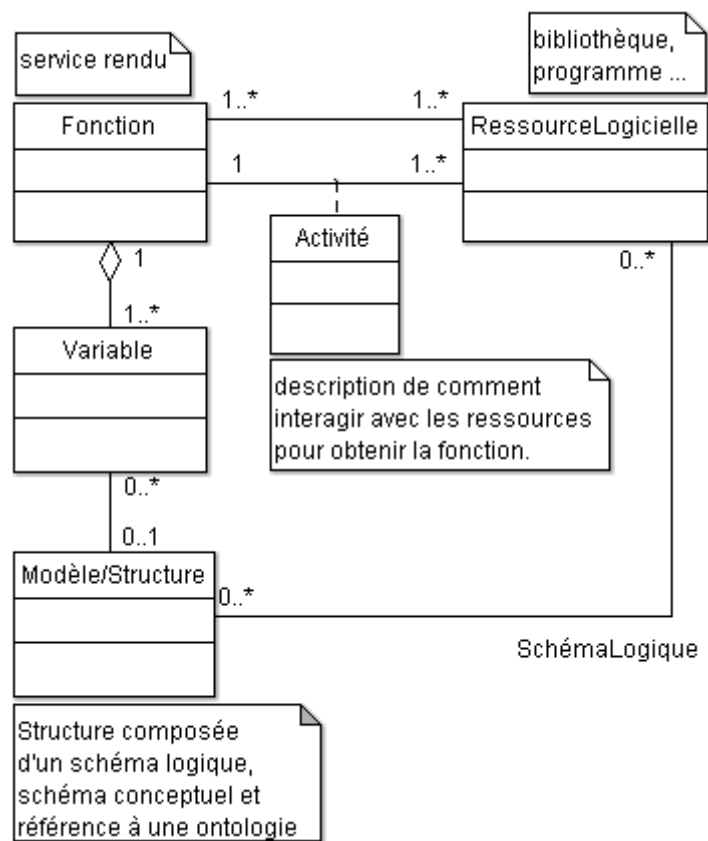 service rendu
bibliothèque,
programme ...
1..*
1..*
Fonction
RessourceLogicielle
1
1..*
Activité
1
0..*
1..*
Variable
description de comment
interagir avec les ressources
pour obtenir la fonction.
0..*
0..1
Modèle/Structure
0..*
SchémaLogique
Structure composée
d'un schéma logique,
schéma conceptuel et
référence à une ontologie